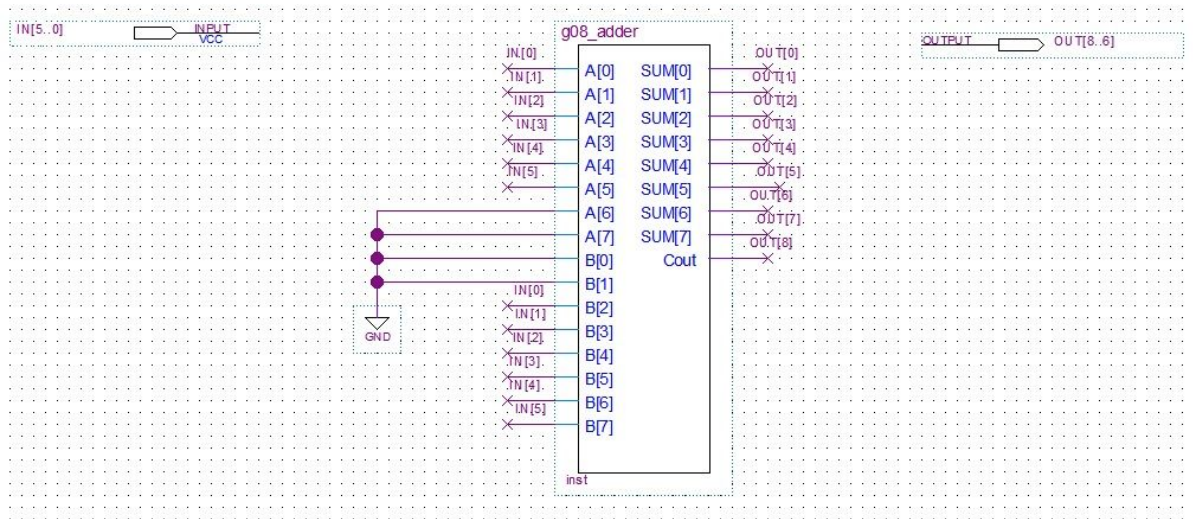 IN[5..0]
INPUT
VCC
g08_adder
OUTPUT
OUT[8..6]
IN[0]
IN[1]
IN[2]
IN[3]
IN[4]
IN[5]
A[0]
A[1]
A[2]
A[3]
A[4]
A[5]
A[6]
A[7]
B[0]
B[1]
B[2]
B[3]
B[4]
B[5]
B[6]
B[7]
SUM[0]
SUM[1]
SUM[2]
SUM[3]
SUM[4]
SUM[5]
SUM[6]
SUM[7]
Cout
OUT[0]
OUT[1]
OUT[2]
OUT[3]
OUT[4]
OUT[5]
OUT[6]
OUT[7]
OUT[8]
IN[0]
IN[1]
IN[2]
IN[3]
IN[4]
IN[5]
GND
inst